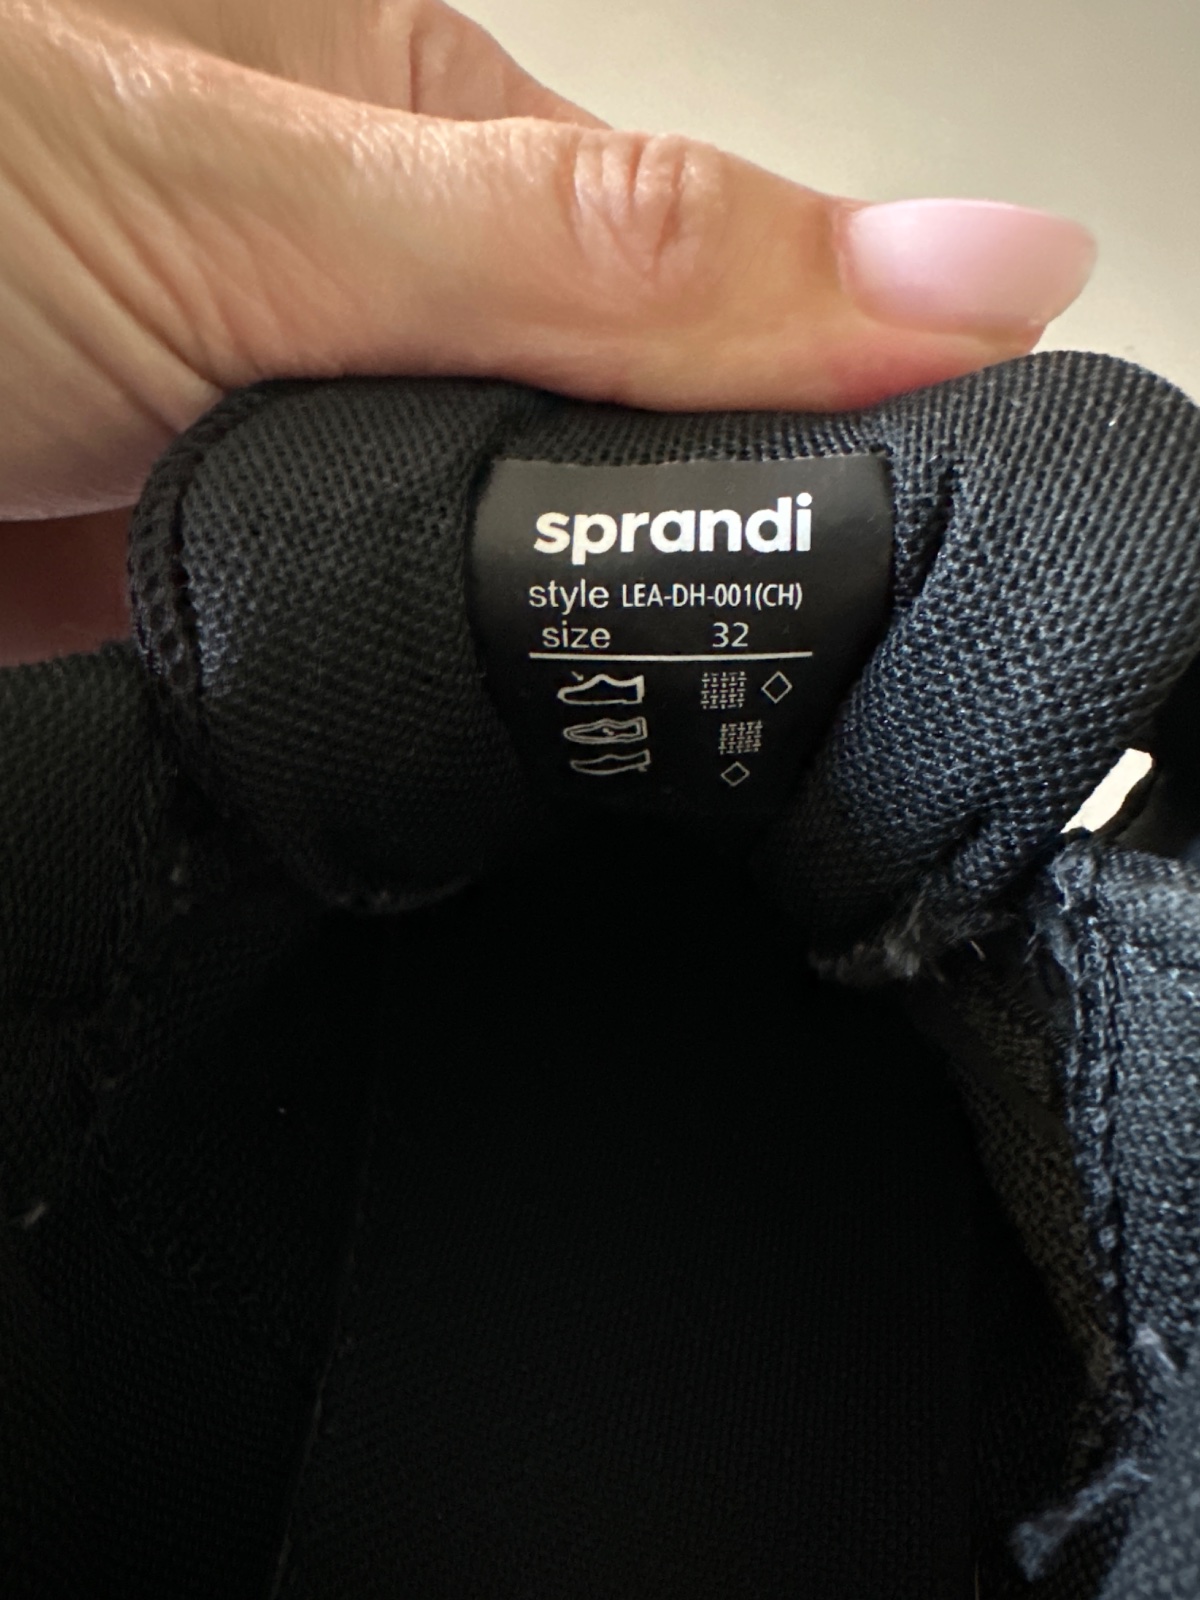 sprandi
style LEA-DH-001(CH)
size 32